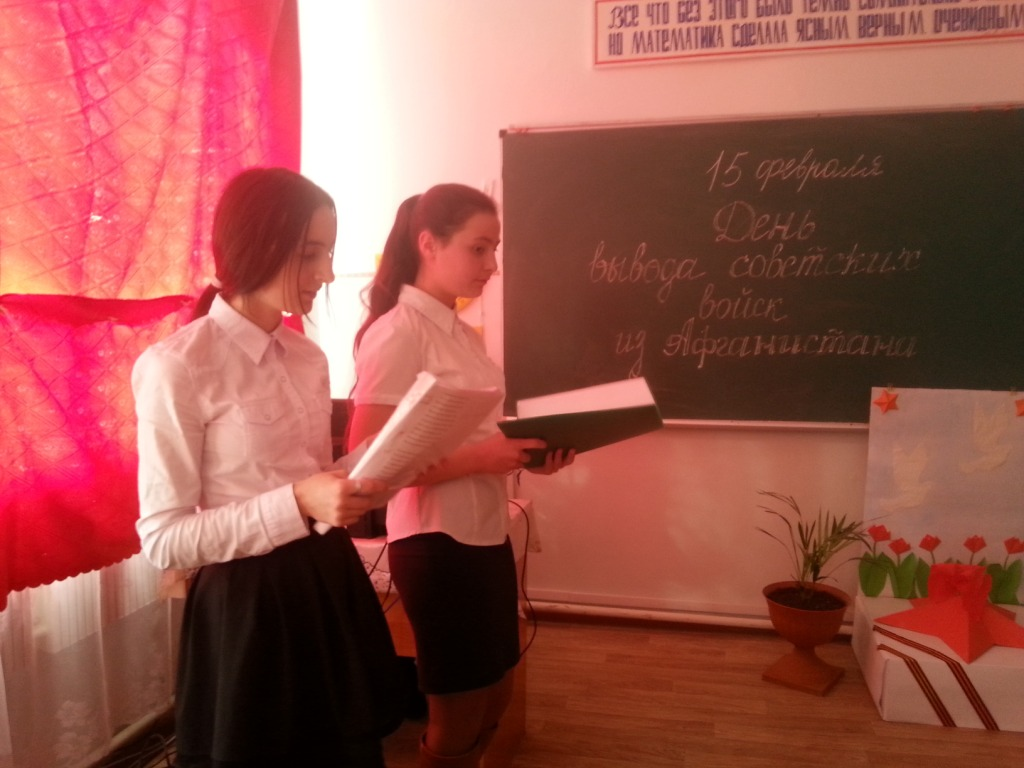 Все что без этого было темно
но математика сделала ясным верным очевидным
15 февраля
День
вывода советских
войск
из Афганистана